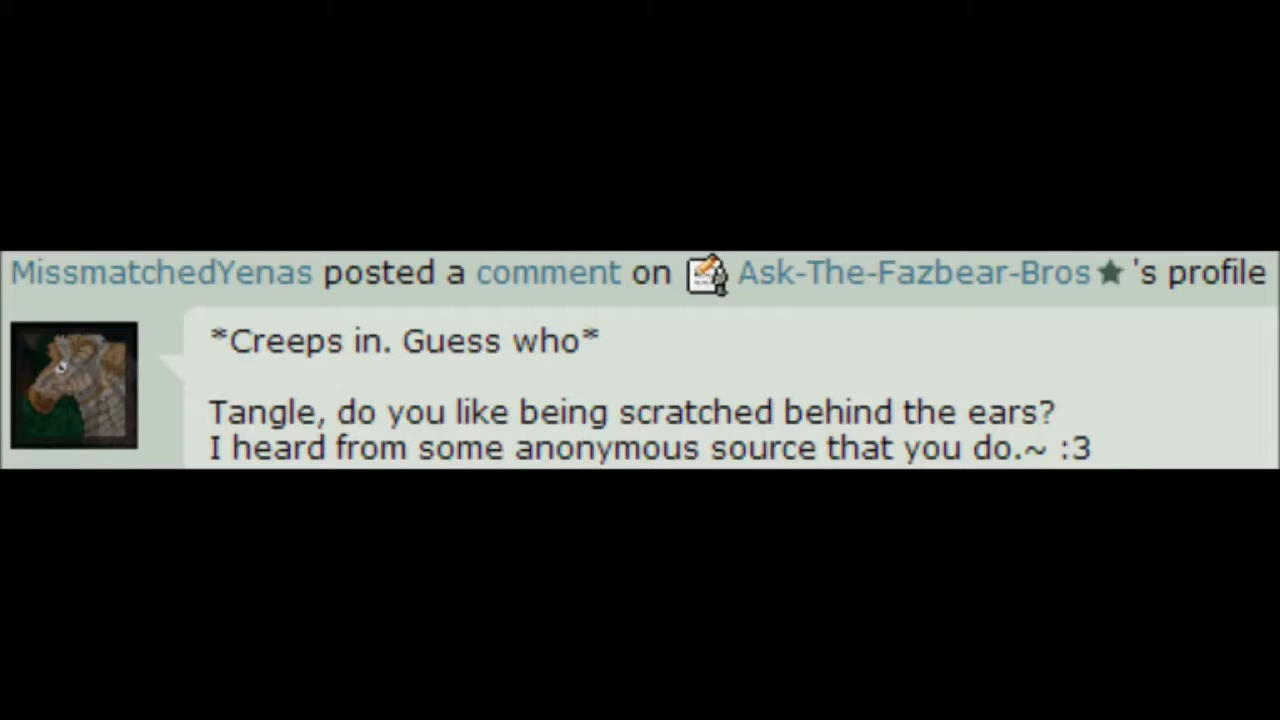 MissmatchedYenas posted a comment on Ask-The-Fazbear-Bros★'s profile
*Creeps in. Guess who*
Tangle, do you like being scratched behind the ears?
I heard from some anonymous source that you do.~ :3